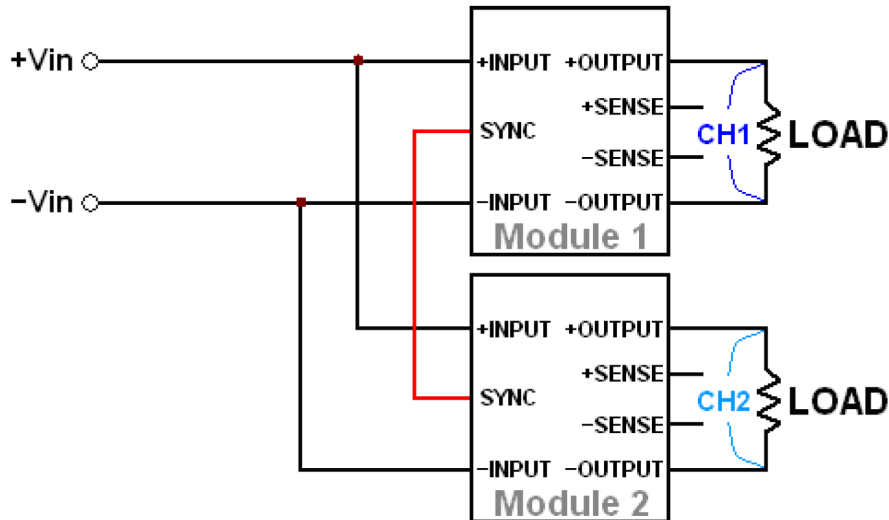 +Vin
+INPUT +OUTPUT
+SENSE
SYNC
CH1
LOAD
−SENSE
−Vin
−INPUT −OUTPUT
Module 1
+INPUT +OUTPUT
+SENSE
SYNC
CH2
LOAD
−SENSE
−INPUT −OUTPUT
Module 2